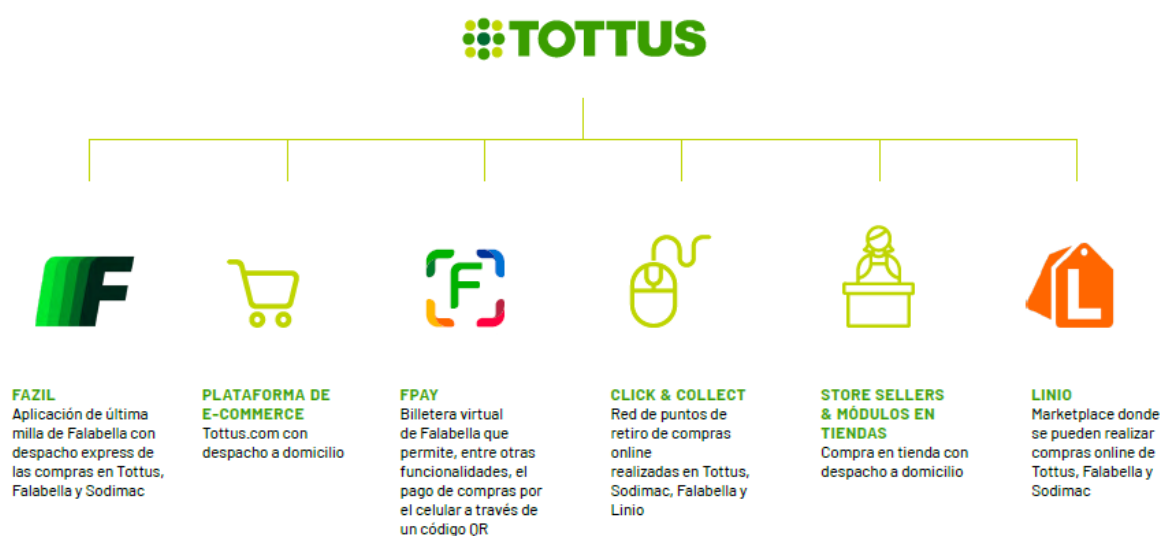 TOTTUS
FAZIL
Aplicación de última
milla de Falabella con
despacho express de
las compras en Tottus,
Falabella y Sodimac
PLATAFORMA DE
E-COMMERCE
Tottus.com con
despacho a domicilio
FPAY
Billetera virtual
de Falabella que
permite, entre otras
funcionalidades, el
pago de compras por
el celular a través de
un código QR
CLICK & COLLECT
Red de puntos de
retiro de compras
online
realizadas en Tottus,
Sodimac, Falabella y
Linio
STORE SELLERS
& MÓDULOS EN
TIENDAS
Compra en tienda con
despacho a domicilio
LINIO
Marketplace donde
se pueden realizar
compras online de
Tottus, Falabella y
Sodimac
F
F
L